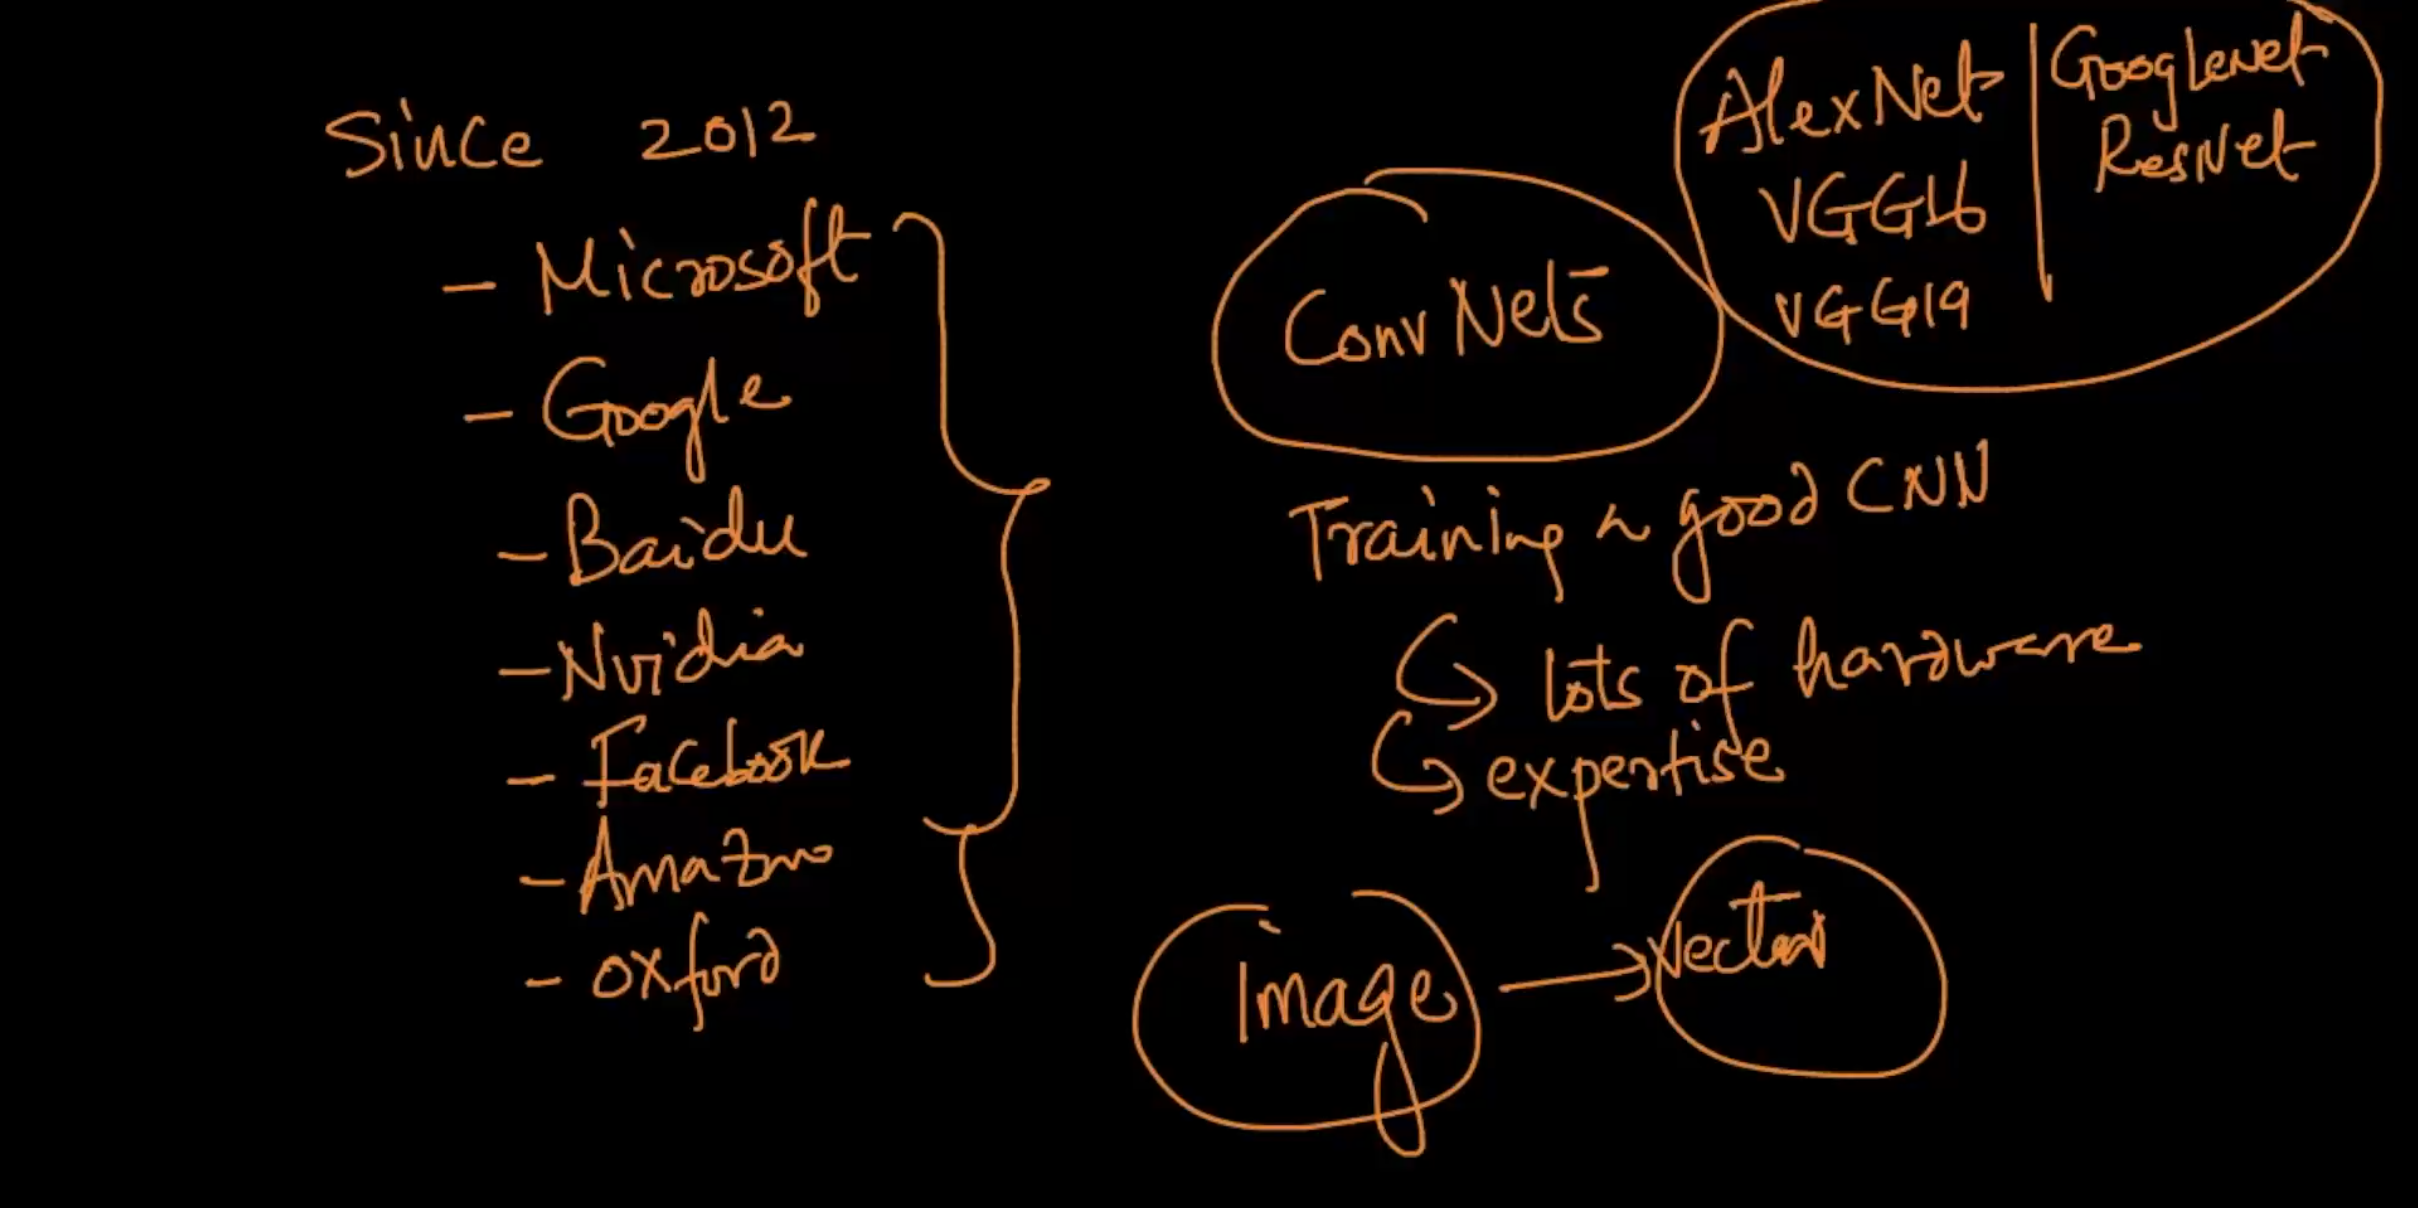 Since 2012
- Microsoft
- Google
- Baidu
- Nvidia
- Facebook
- Amazon
- Oxford
ConvNets
AlexNet | GoogLeNet
VGG16 ResNet
VGG19
Training a good CNN
lots of hardware
expertise
Image → Vector